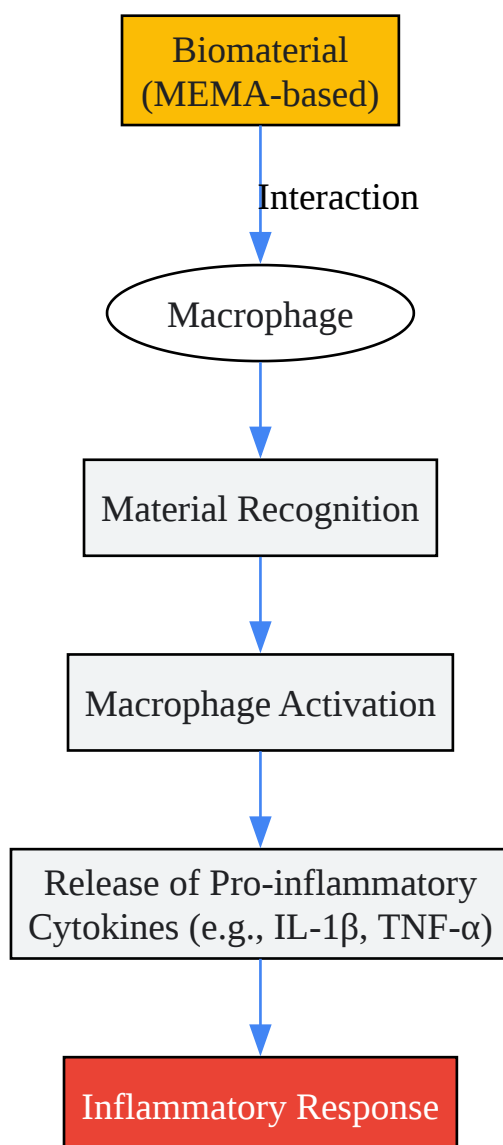 Biomaterial
(MEMA-based)
Interaction
Macrophage
Material Recognition
Macrophage Activation
Release of Pro-inflammatory
Cytokines (e.g., IL-1β, TNF-α)
Inflammatory Response